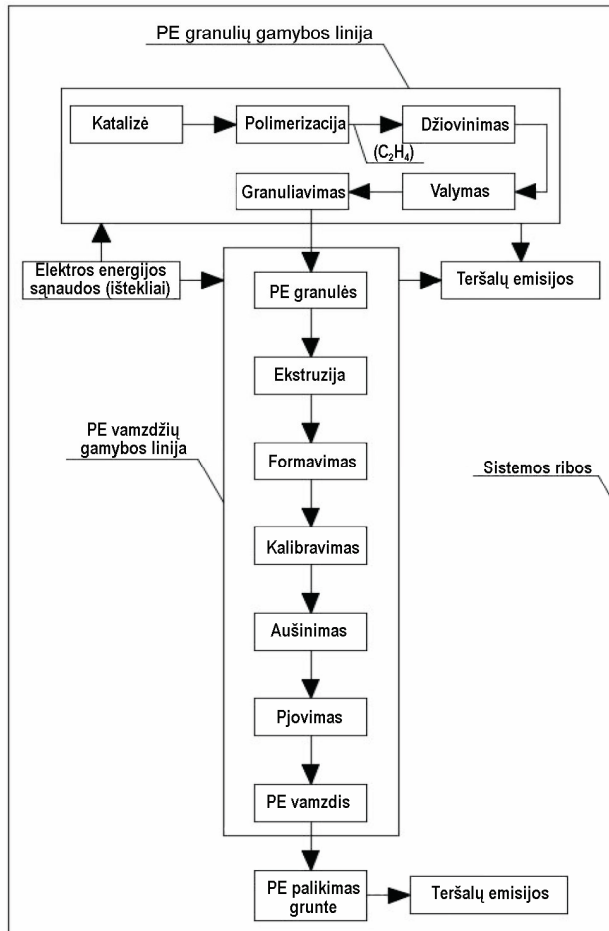 PE granulių gamybos linija
Katalizė
Polimerizacija
Džiovinimas
(C₂H₄)
Granuliavimas
Valymas
Elektros energijos
sąnaudos (ištekliai)
PE granulės
Teršalų emisijos
Ekstruzija
PE vamzdžių
gamybos linija
Formavimas
Sistemos ribos
Kalibravimas
Aušinimas
Pjovimas
PE vamzdis
PE palikimas
grunte
Teršalų emisijos